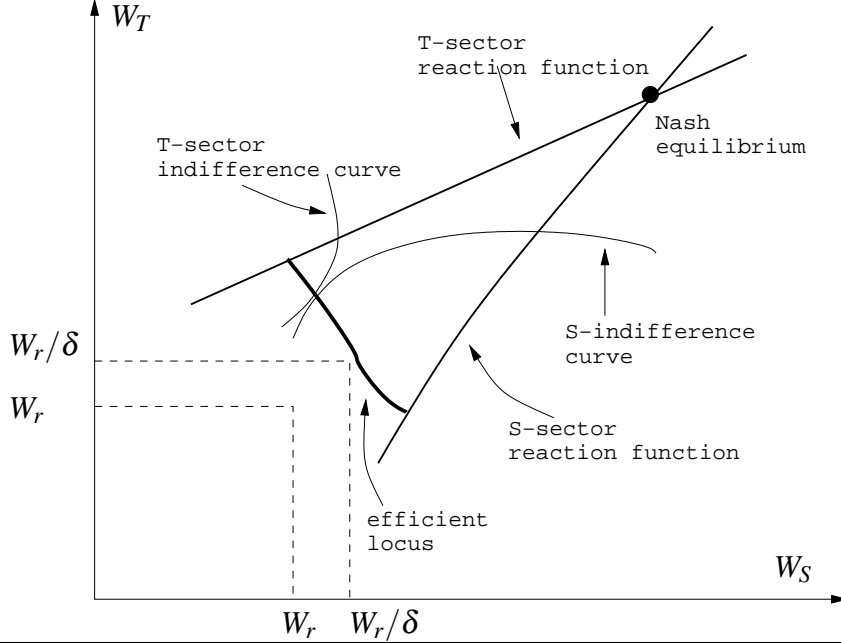 W_T
T-sector
reaction function
Nash
equilibrium
T-sector
indifference curve
S-indifference
curve
W_r/δ
W_r
S-sector
reaction function
efficient
locus
W_S
W_r
W_r/δ